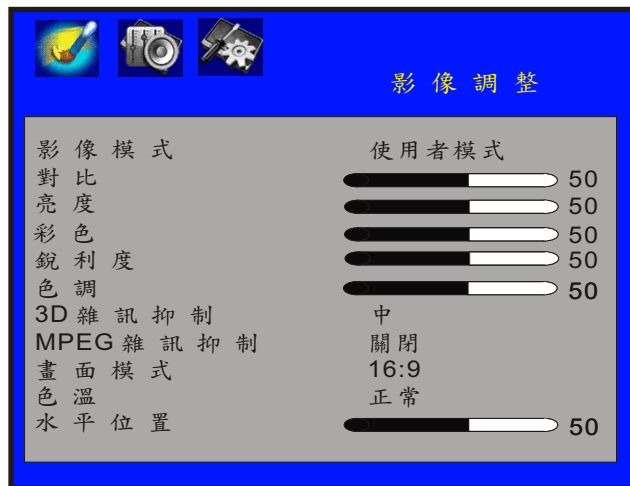 影像調整
影像模式 使用者模式
對比 50
亮度 50
彩色 50
銳利度 50
色調 50
3D雜訊抑制 中
MPEG雜訊抑制 關閉
畫面模式 16:9
色溫 正常
水平位置 50